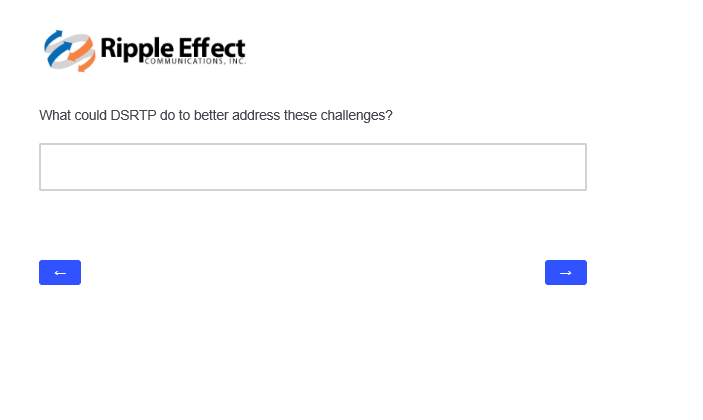 Ripple Effect
COMMUNICATIONS, INC.
What could DSRTP do to better address these challenges?
←
→